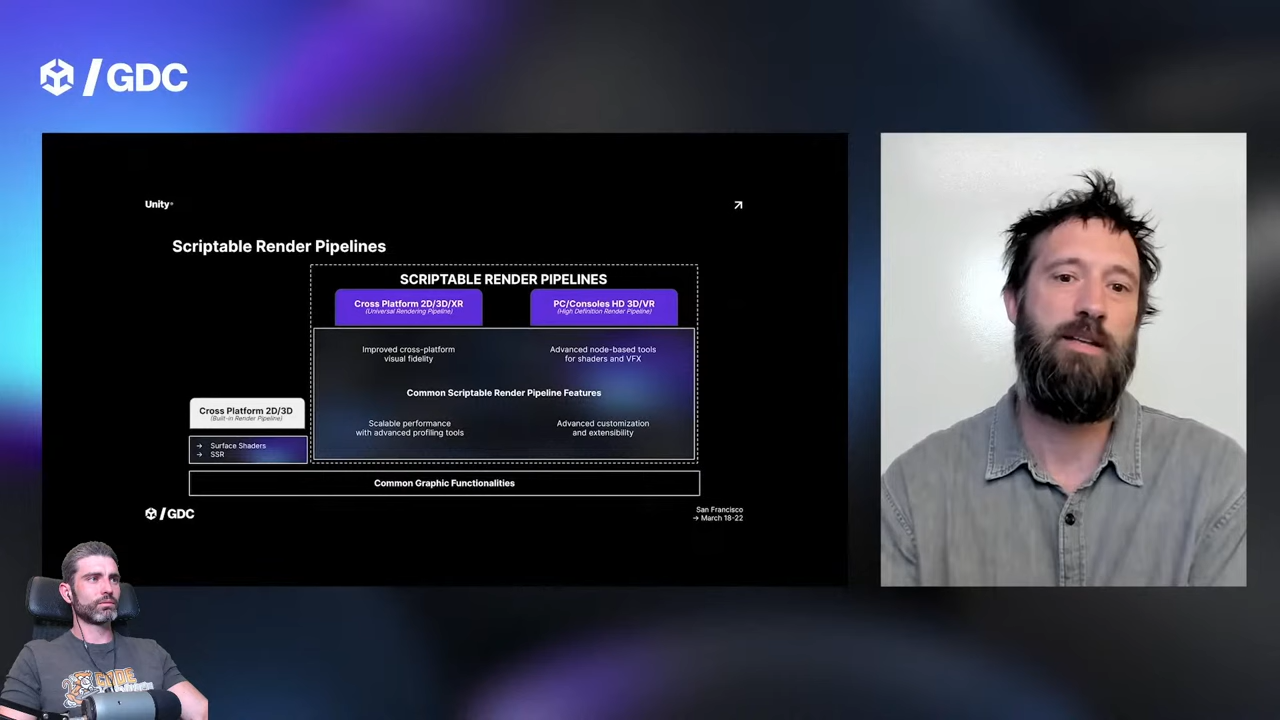 /GDC
Unity®
Scriptable Render Pipelines
SCRIPTABLE RENDER PIPELINES
Cross Platform 2D/3D/XR
(Universal Rendering Pipeline)
PC/Consoles HD 3D/VR
(High Definition Render Pipeline)
Improved cross-platform
visual fidelity
Advanced node-based tools
for shaders and VFX
Common Scriptable Render Pipeline Features
Scalable performance
with advanced profiling tools
Advanced customization
and extensibility
Cross Platform 2D/3D
(Built-in Render Pipeline)
→ Surface Shaders
→ SSR
Common Graphic Functionalities
/GDC
San Francisco
→ March 18-22
CODE